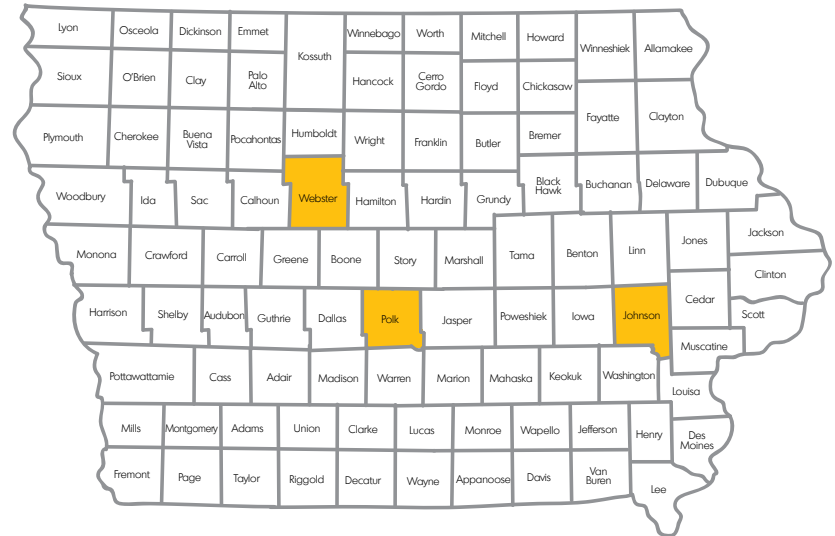 Lyon
Osceola
Dickinson
Emmet
Kossuth
Winnebago
Worth
Mitchell
Howard
Winneshiek
Allamakee
Sioux
O'Brien
Clay
Palo
Alto
Hancock
Cerro
Gordo
Floyd
Chickasaw
Fayette
Clayton
Plymouth
Cherokee
Buena
Vista
Pocahontas
Humboldt
Wright
Franklin
Butler
Bremer
Woodbury
Ida
Sac
Calhoun
Webster
Hamilton
Hardin
Grundy
Black
Hawk
Buchanan
Delaware
Dubuque
Monona
Crawford
Carroll
Greene
Boone
Story
Marshall
Tama
Benton
Linn
Jones
Jackson
Clinton
Harrison
Shelby
Audubon
Guthrie
Dallas
Polk
Jasper
Poweshiek
Iowa
Johnson
Cedar
Scott
Muscatine
Pottawattamie
Cass
Adair
Madison
Warren
Marion
Mahaska
Keokuk
Washington
Louisa
Mills
Montgomery
Adams
Union
Clarke
Lucas
Monroe
Wapello
Jefferson
Henry
Des
Moines
Fremont
Page
Taylor
Riggold
Decatur
Wayne
Appanoose
Davis
Van
Buren
Lee